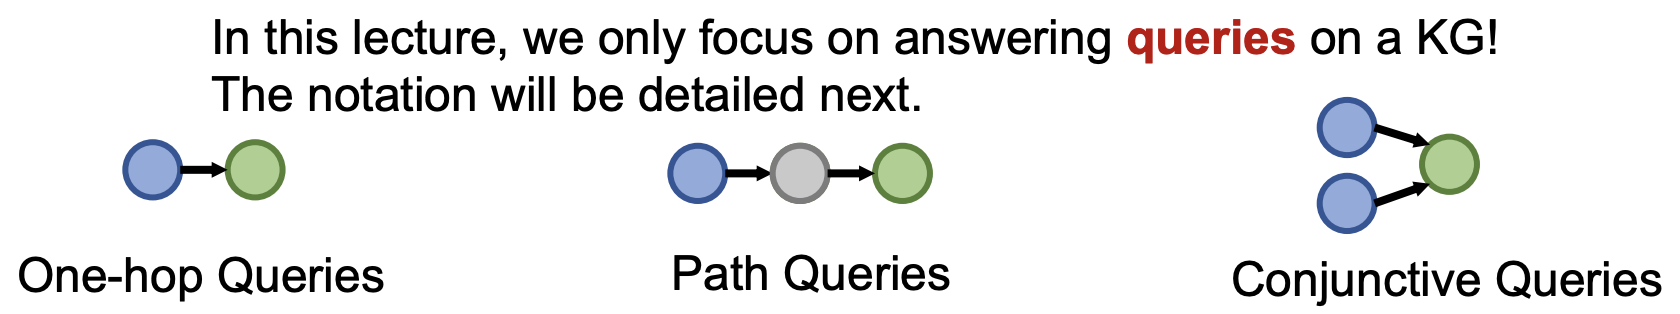 In this lecture, we only focus on answering queries on a KG!
The notation will be detailed next.
One-hop Queries
Path Queries
Conjunctive Queries